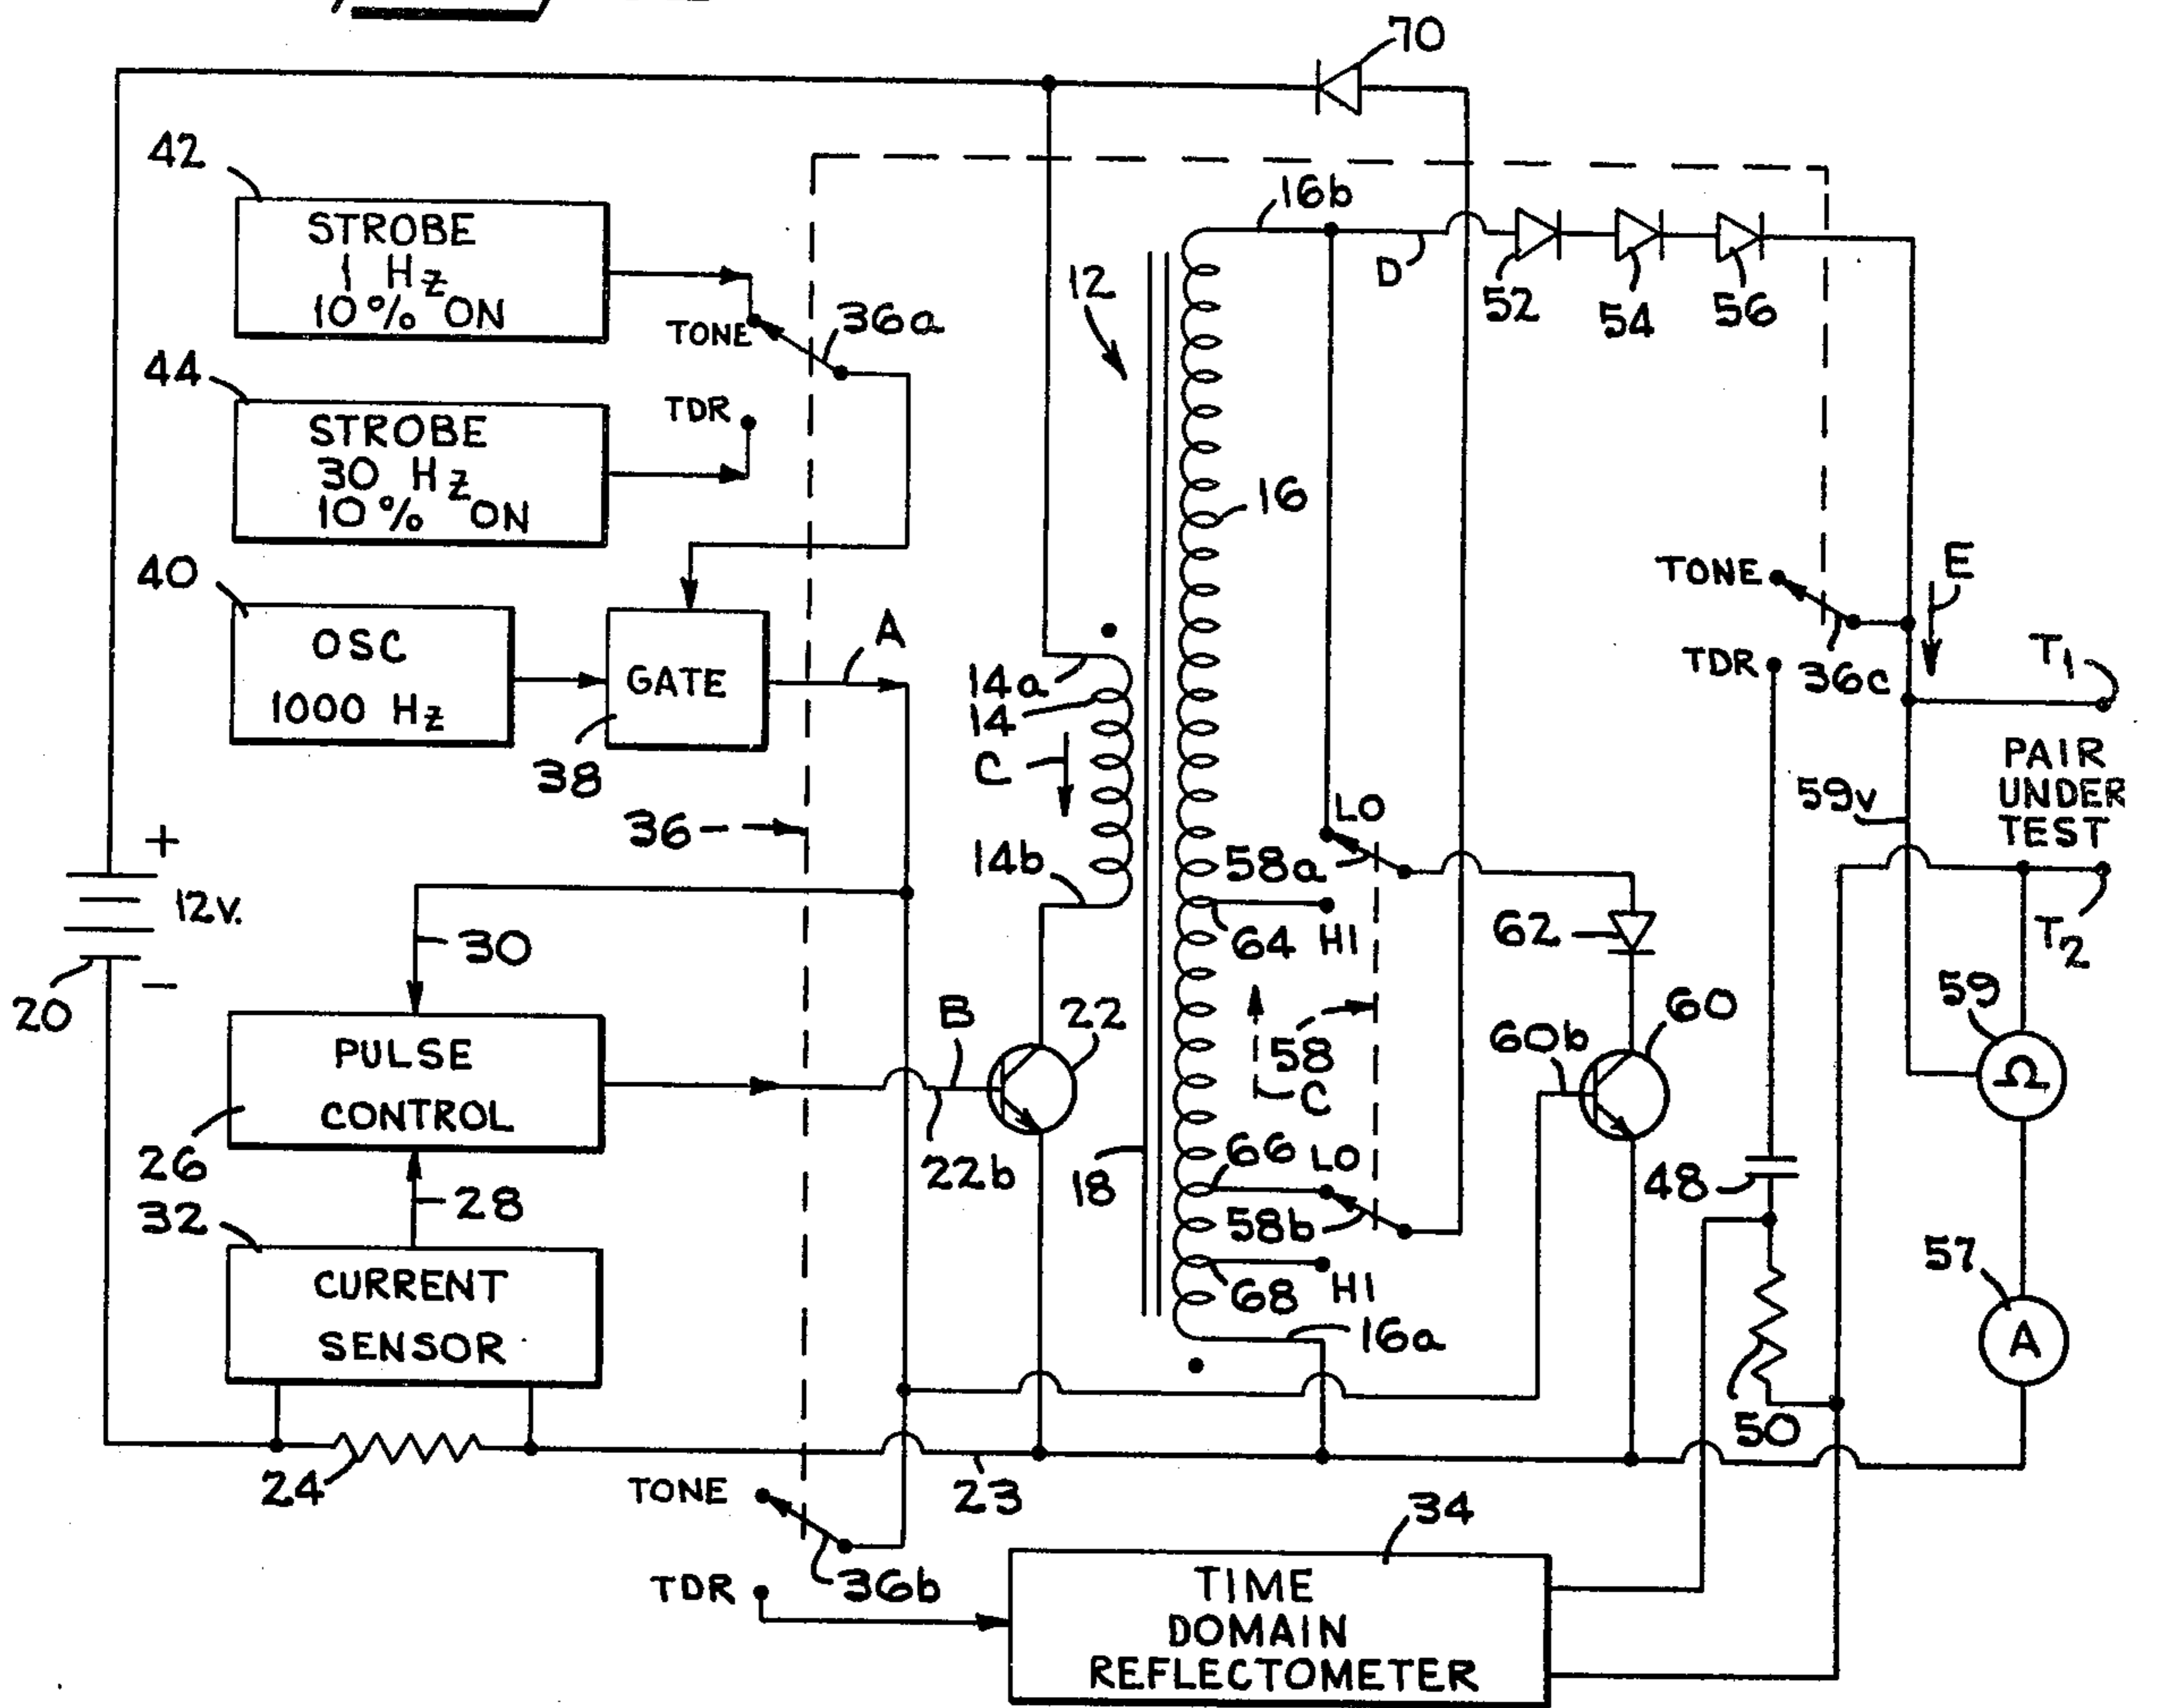 70
42
STROBE
1 Hz
10% ON
16b
12
D
52
54
56
TONE
36a
44
STROBE
30 Hz
10% ON
TDR
16
40
OSC
1000 Hz
GATE
38
A
14a
14
C
14b
TONE
E
TDR
36c
T1
PAIR
UNDER
TEST
59v
36
LO
58a
64 HI
62
T2
+
12v.
-
20
30
PULSE
CONTROL
26
B
22
22b
58
C
60b
60
59
Ω
18
66 LO
58b
48
28
32
CURRENT
SENSOR
68 HI
16a
57
A
50
24
23
TONE
36b
TDR
34
TIME
DOMAIN
REFLECTOMETER